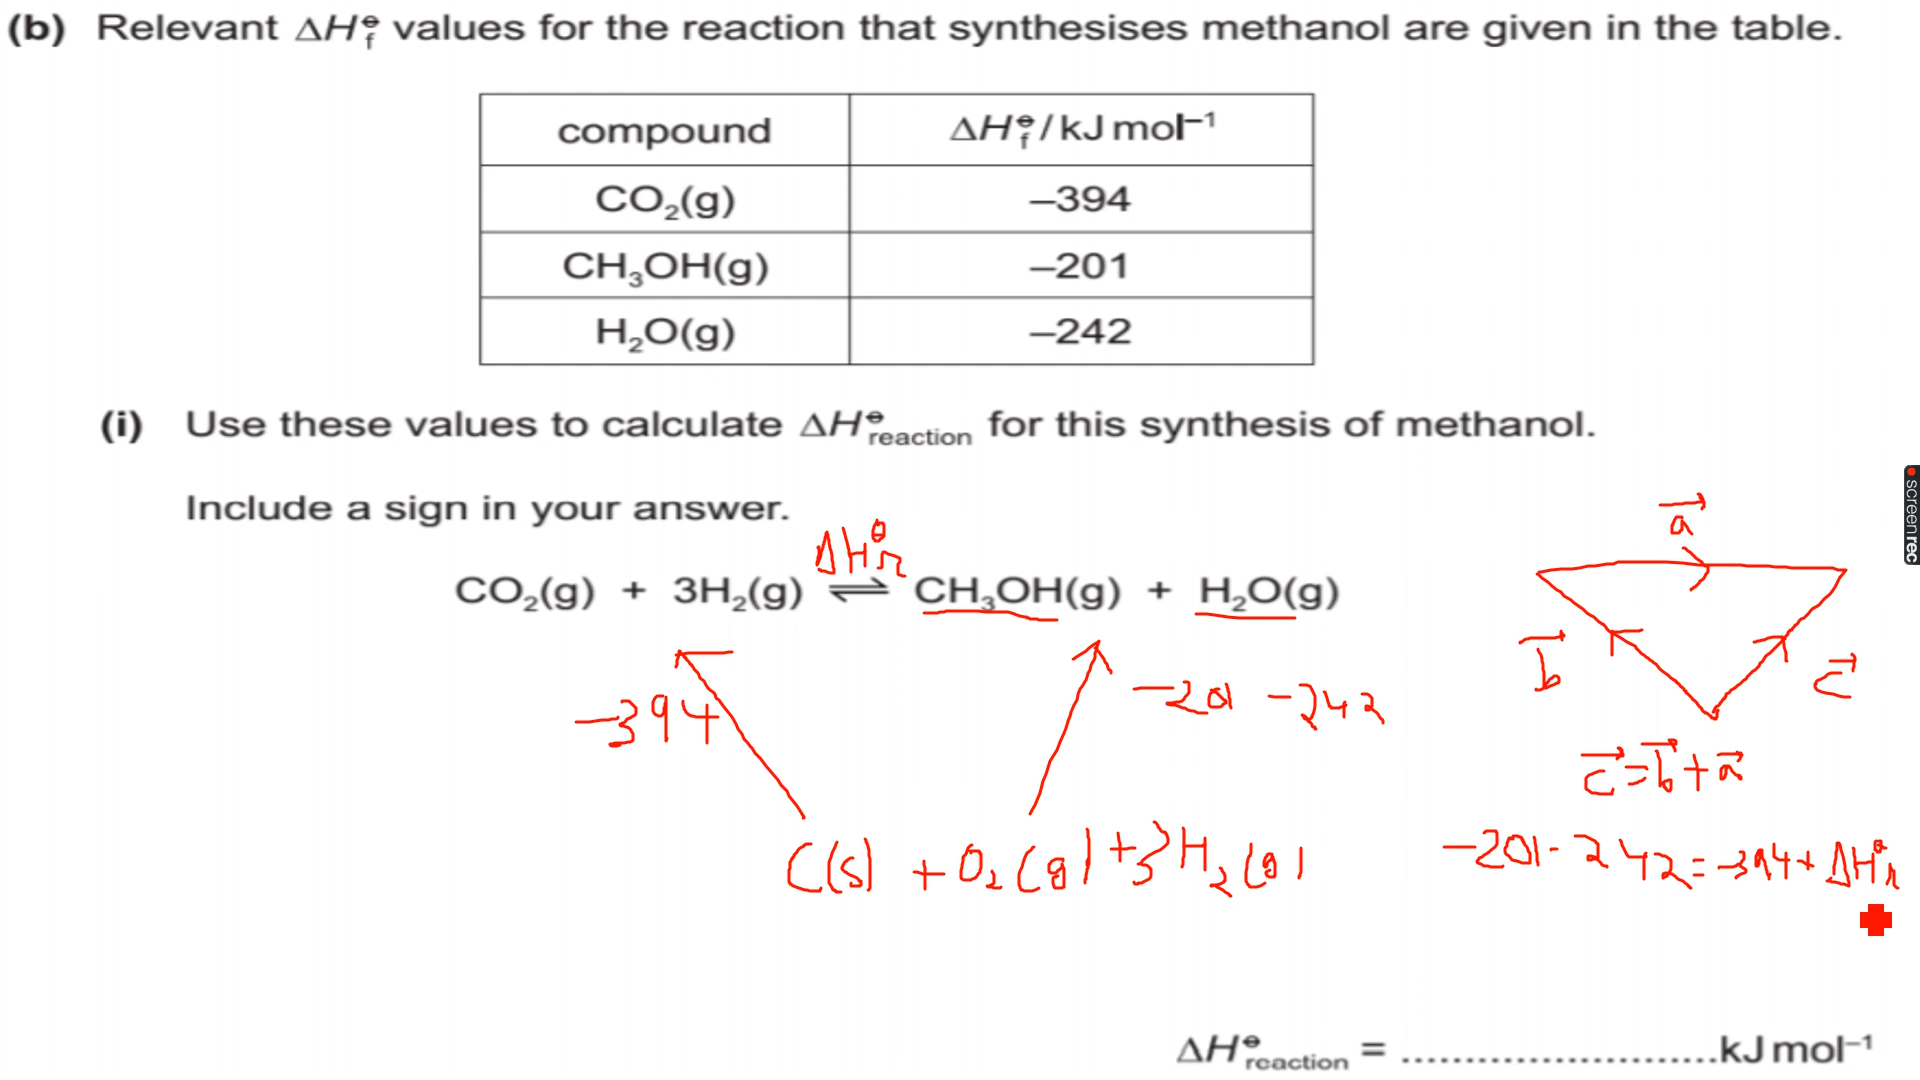 (b) Relevant ΔH⦵f values for the reaction that synthesises methanol are given in the table.
compound ΔH⦵f / kJ mol⁻¹
CO₂(g) –394
CH₃OH(g) –201
H₂O(g) –242
(i) Use these values to calculate ΔH⦵reaction for this synthesis of methanol.
Include a sign in your answer.
ΔH⦵r
CO₂(g) + 3H₂(g) ⇌ CH₃OH(g) + H₂O(g)
–394
–201 –242
C(s) + O₂(g) + 3H₂(g)
a⃗
b⃗
c⃗
c⃗ = b⃗ + a⃗
–201 - 242 = –394 + ΔH⦵r
ΔH⦵reaction = ........................ kJ mol⁻¹
screenrec